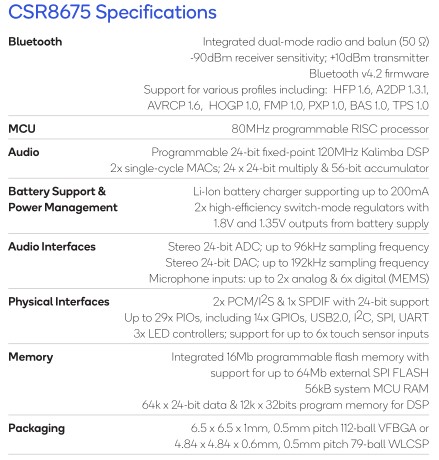 CSR8675 Specifications
Bluetooth Integrated dual-mode radio and balun (50 Ω)
-90dBm receiver sensitivity; +10dBm transmitter
Bluetooth v4.2 firmware
Support for various profiles including: HFP 1.6, A2DP 1.3.1,
AVRCP 1.6, HOGP 1.0, FMP 1.0, PXP 1.0, BAS 1.0, TPS 1.0
MCU 80MHz programmable RISC processor
Audio Programmable 24-bit fixed-point 120MHz Kalimba DSP
2x single-cycle MACs; 24 x 24-bit multiply & 56-bit accumulator
Battery Support & Li-Ion battery charger supporting up to 200mA
Power Management 2x high-efficiency switch-mode regulators with
1.8V and 1.35V outputs from battery supply
Audio Interfaces Stereo 24-bit ADC; up to 96kHz sampling frequency
Stereo 24-bit DAC; up to 192kHz sampling frequency
Microphone inputs: up to 2x analog & 6x digital (MEMS)
Physical Interfaces 2x PCM/I²S & 1x SPDIF with 24-bit support
Up to 29x PIOs, including 14x GPIOs, USB2.0, I²C, SPI, UART
3x LED controllers; support for up to 6x touch sensor inputs
Memory Integrated 16Mb programmable flash memory with
support for up to 64Mb external SPI FLASH
56kB system MCU RAM
64k x 24-bit data & 12k x 32bits program memory for DSP
Packaging 6.5 x 6.5 x 1mm, 0.5mm pitch 112-ball VFBGA or
4.84 x 4.84 x 0.6mm, 0.5mm pitch 79-ball WLCSP